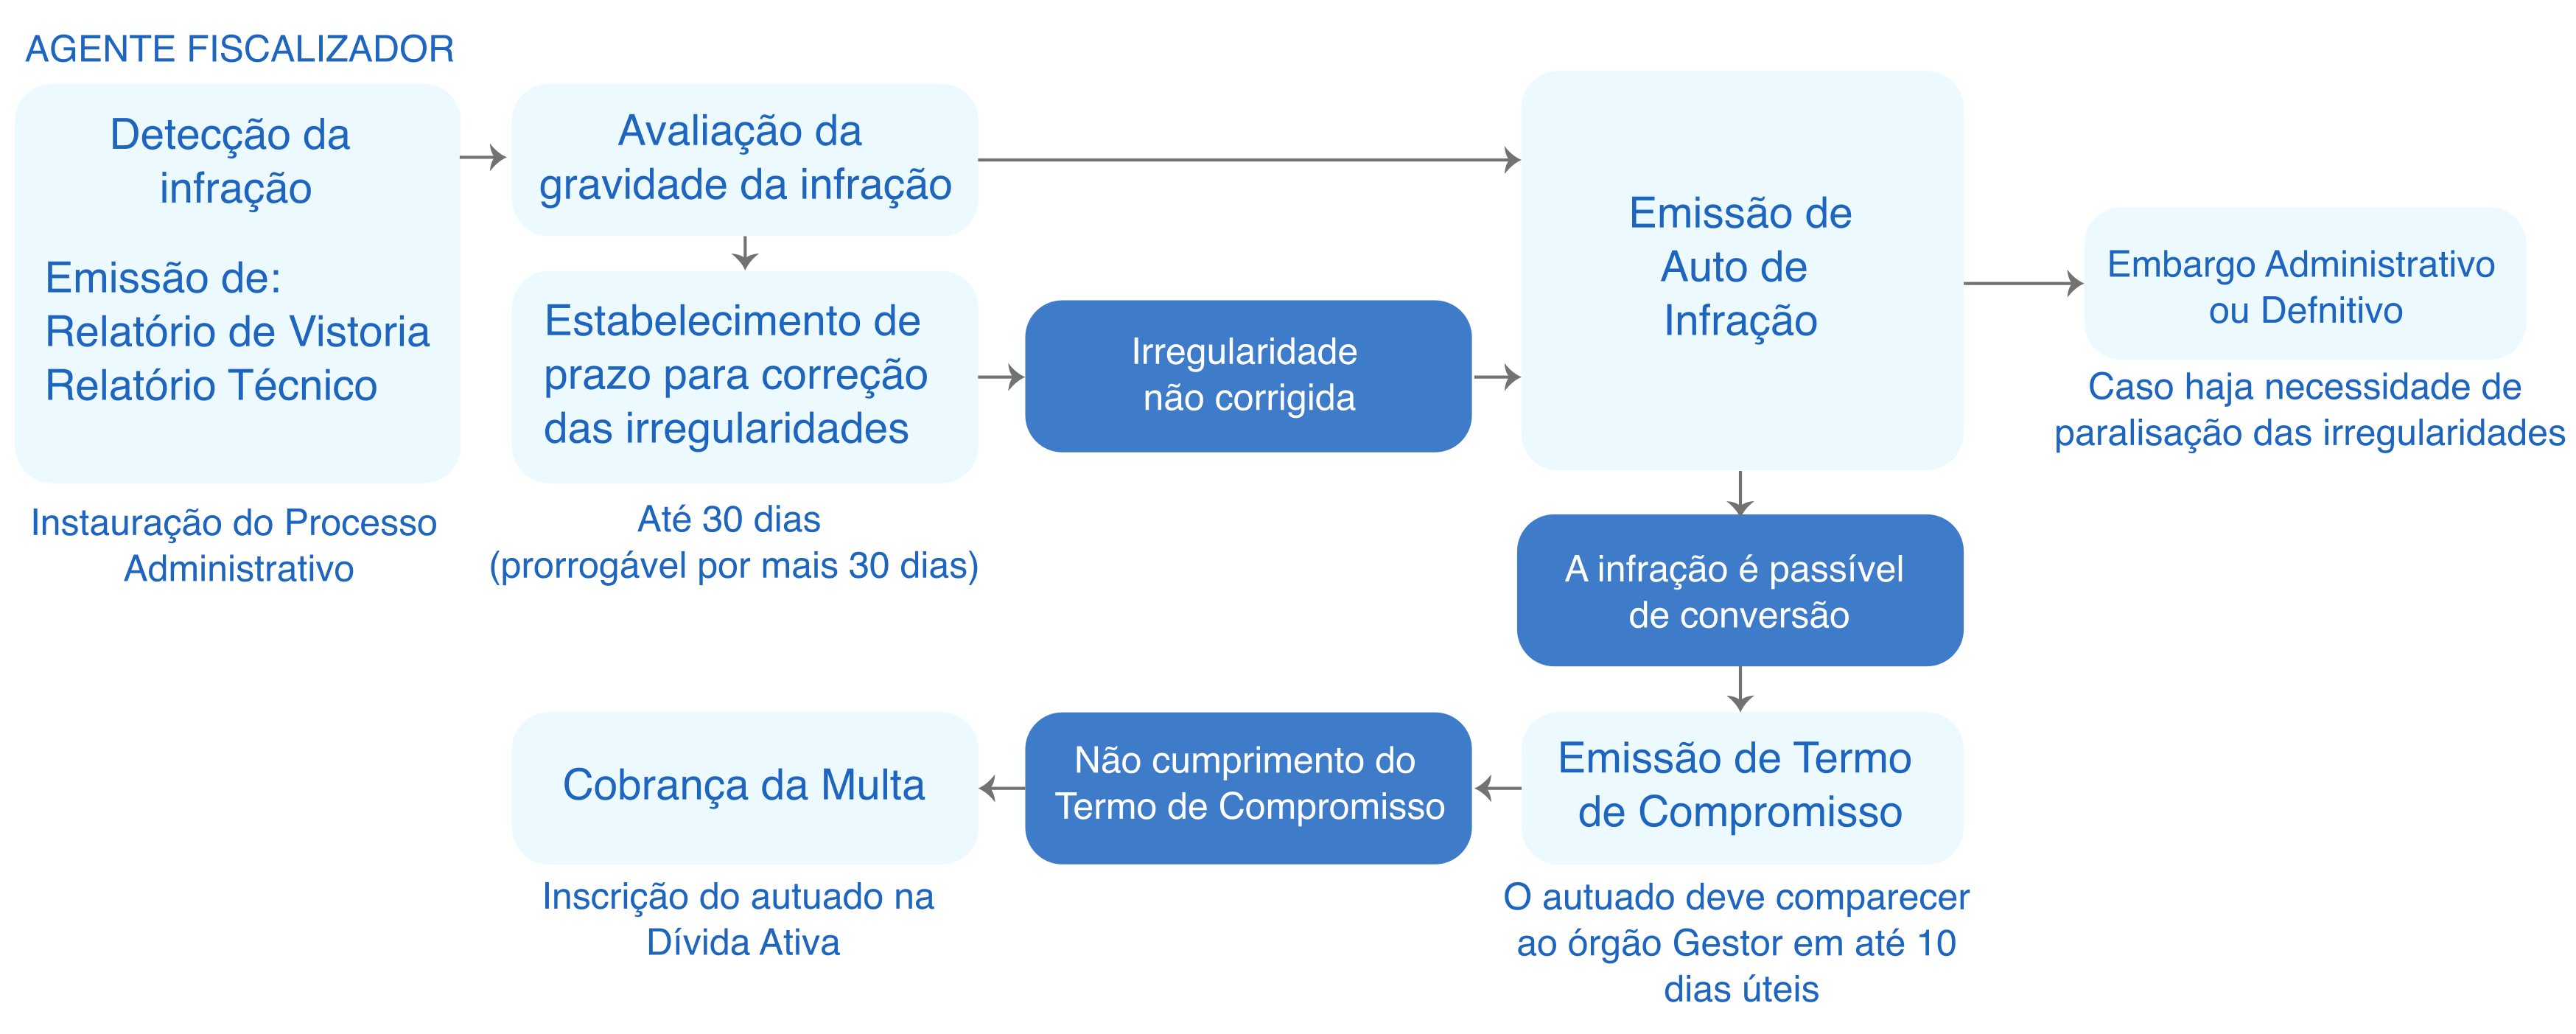 AGENTE FISCALIZADOR
Detecção da
infração
Emissão de:
Relatório de Vistoria
Relatório Técnico
Instauração do Processo
Administrativo
Avaliação da
gravidade da infração
Estabelecimento de
prazo para correção
das irregularidades
Até 30 dias
(prorrogável por mais 30 dias)
Irregularidade
não corrigida
Emissão de
Auto de
Infração
Embargo Administrativo
ou Defnitivo
Caso haja necessidade de
paralisação das irregularidades
A infração é passível
de conversão
Emissão de Termo
de Compromisso
O autuado deve comparecer
ao órgão Gestor em até 10
dias úteis
Não cumprimento do
Termo de Compromisso
Cobrança da Multa
Inscrição do autuado na
Dívida Ativa